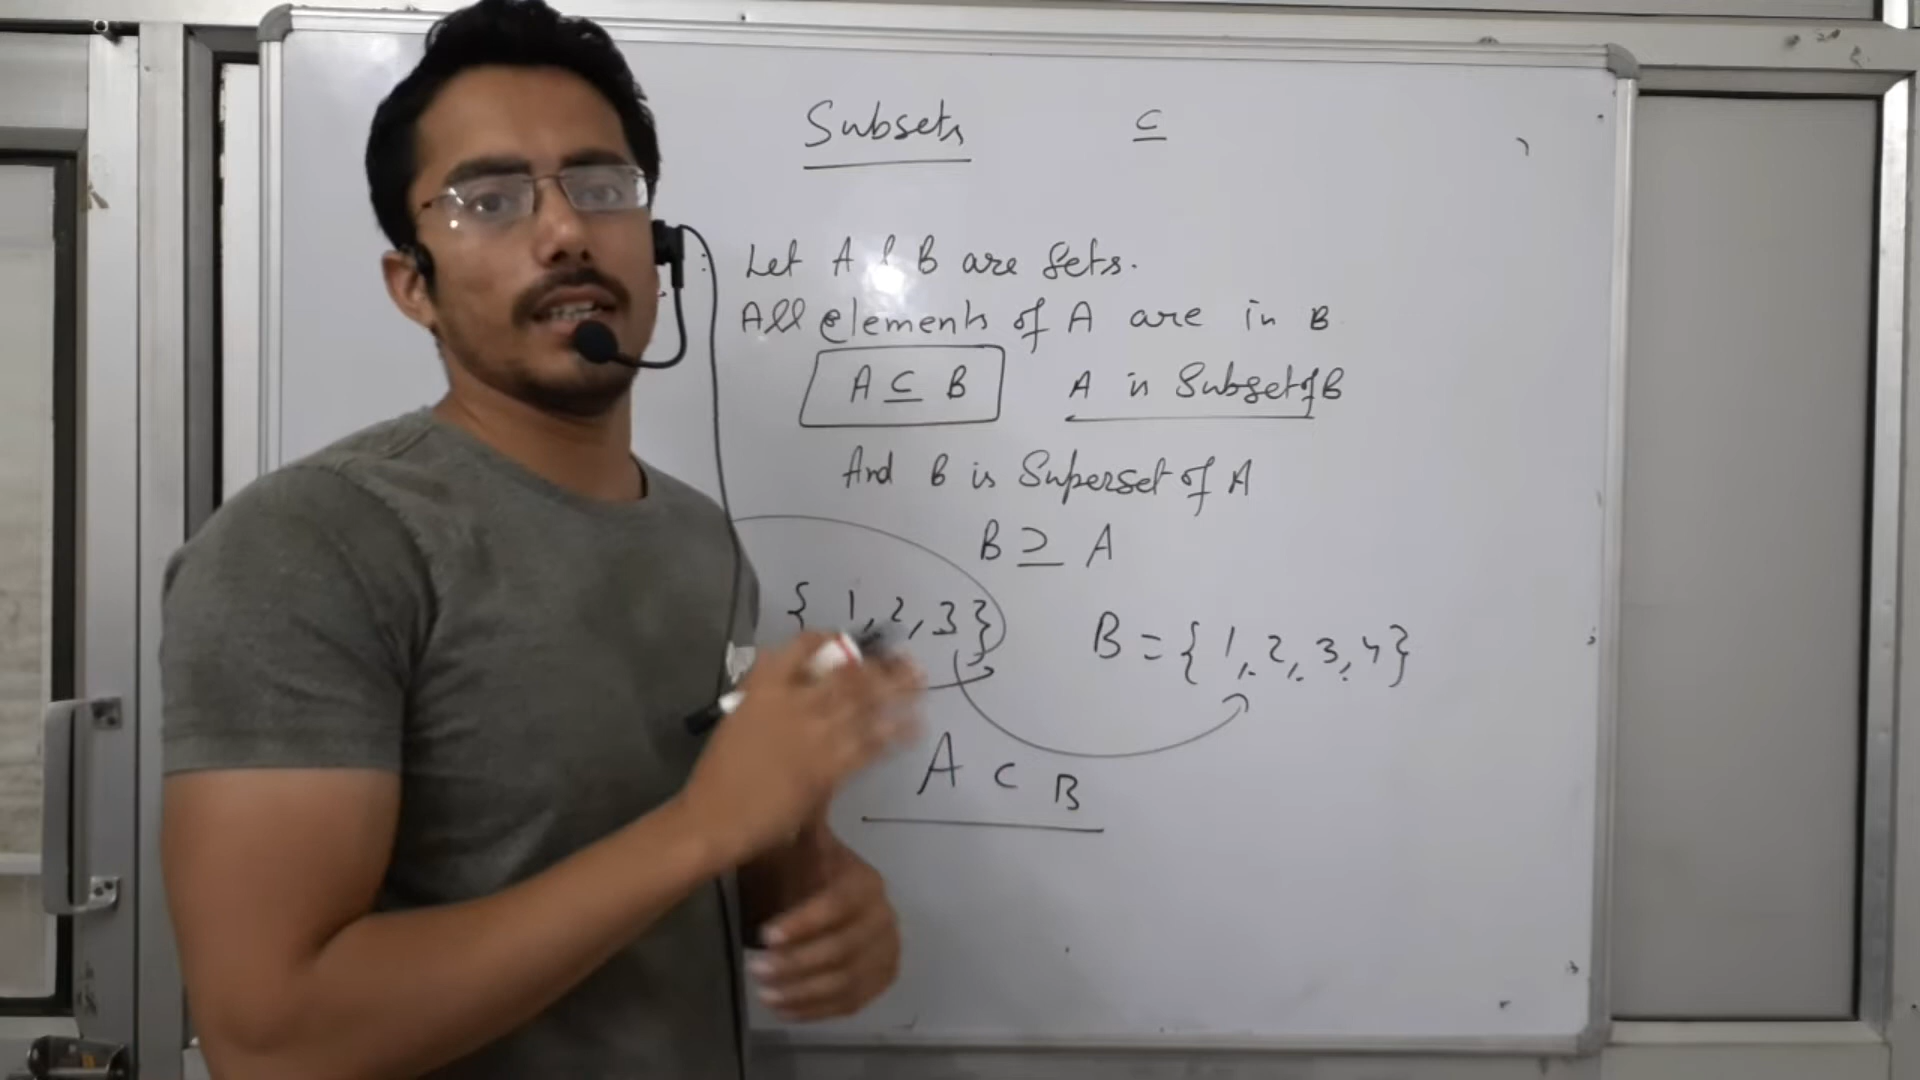 Subsets ⊆
Let A & B are Sets.
All elements of A are in B
A ⊆ B A is Subset of B
And B is Superset of A
B ⊇ A
{ 1, 2, 3 } B = { 1, 2, 3, 4 }
A ⊂ B